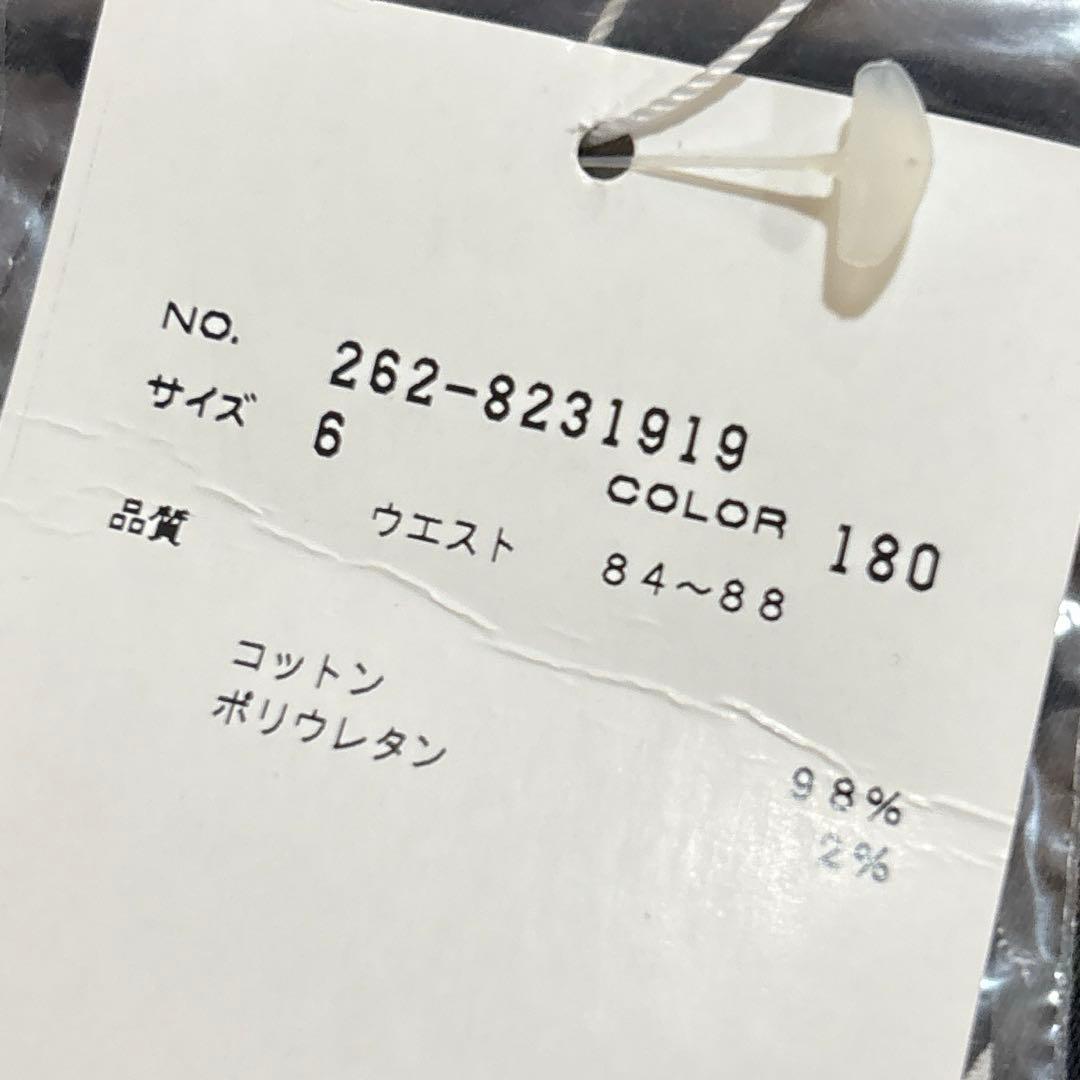 NO. 262-8231919
サイズ 6 COLOR 180
品質 ウエスト 84~88
コットン 98%
ポリウレタン 2%